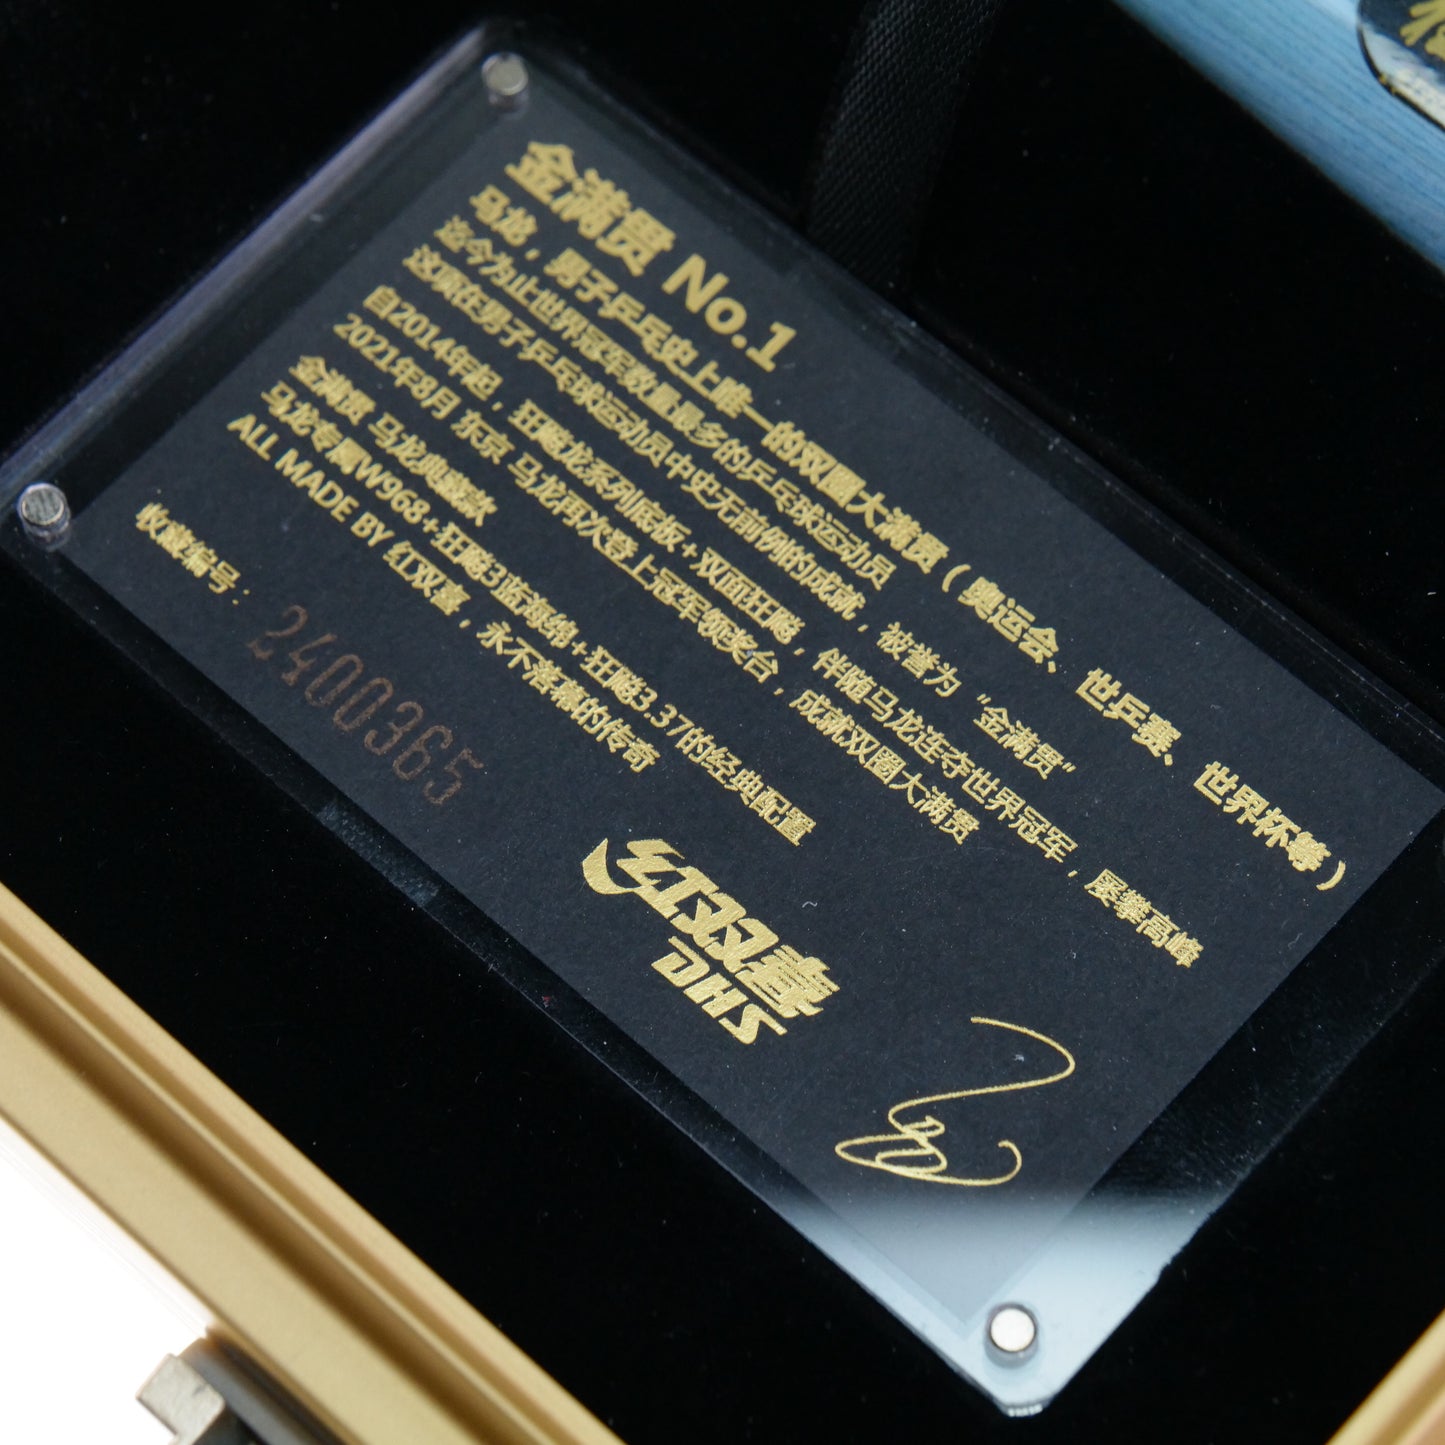 金满贯 No.1
马龙，男子乒乓史上唯一的双圈大满贯（奥运会、世乒赛、世界杯等）
迄今为止世界冠军数量最多的乒乓球运动员
这项在男子乒乓球运动员中史无前例的成就，被誉为“金满贯”
自2014年起，狂飚龙系列底板+双面狂飚，伴随马龙连夺世界冠军，屡攀高峰
2021年8月 东京 马龙再次登上冠军领奖台，成就双圈大满贯
金满贯 马龙典藏款
马龙专属W968+狂飚3蓝海绵+狂飚3.37的经典配置
ALL MADE BY 红双喜，永不落幕的传奇
收藏编号：2400365
红双喜
DHS